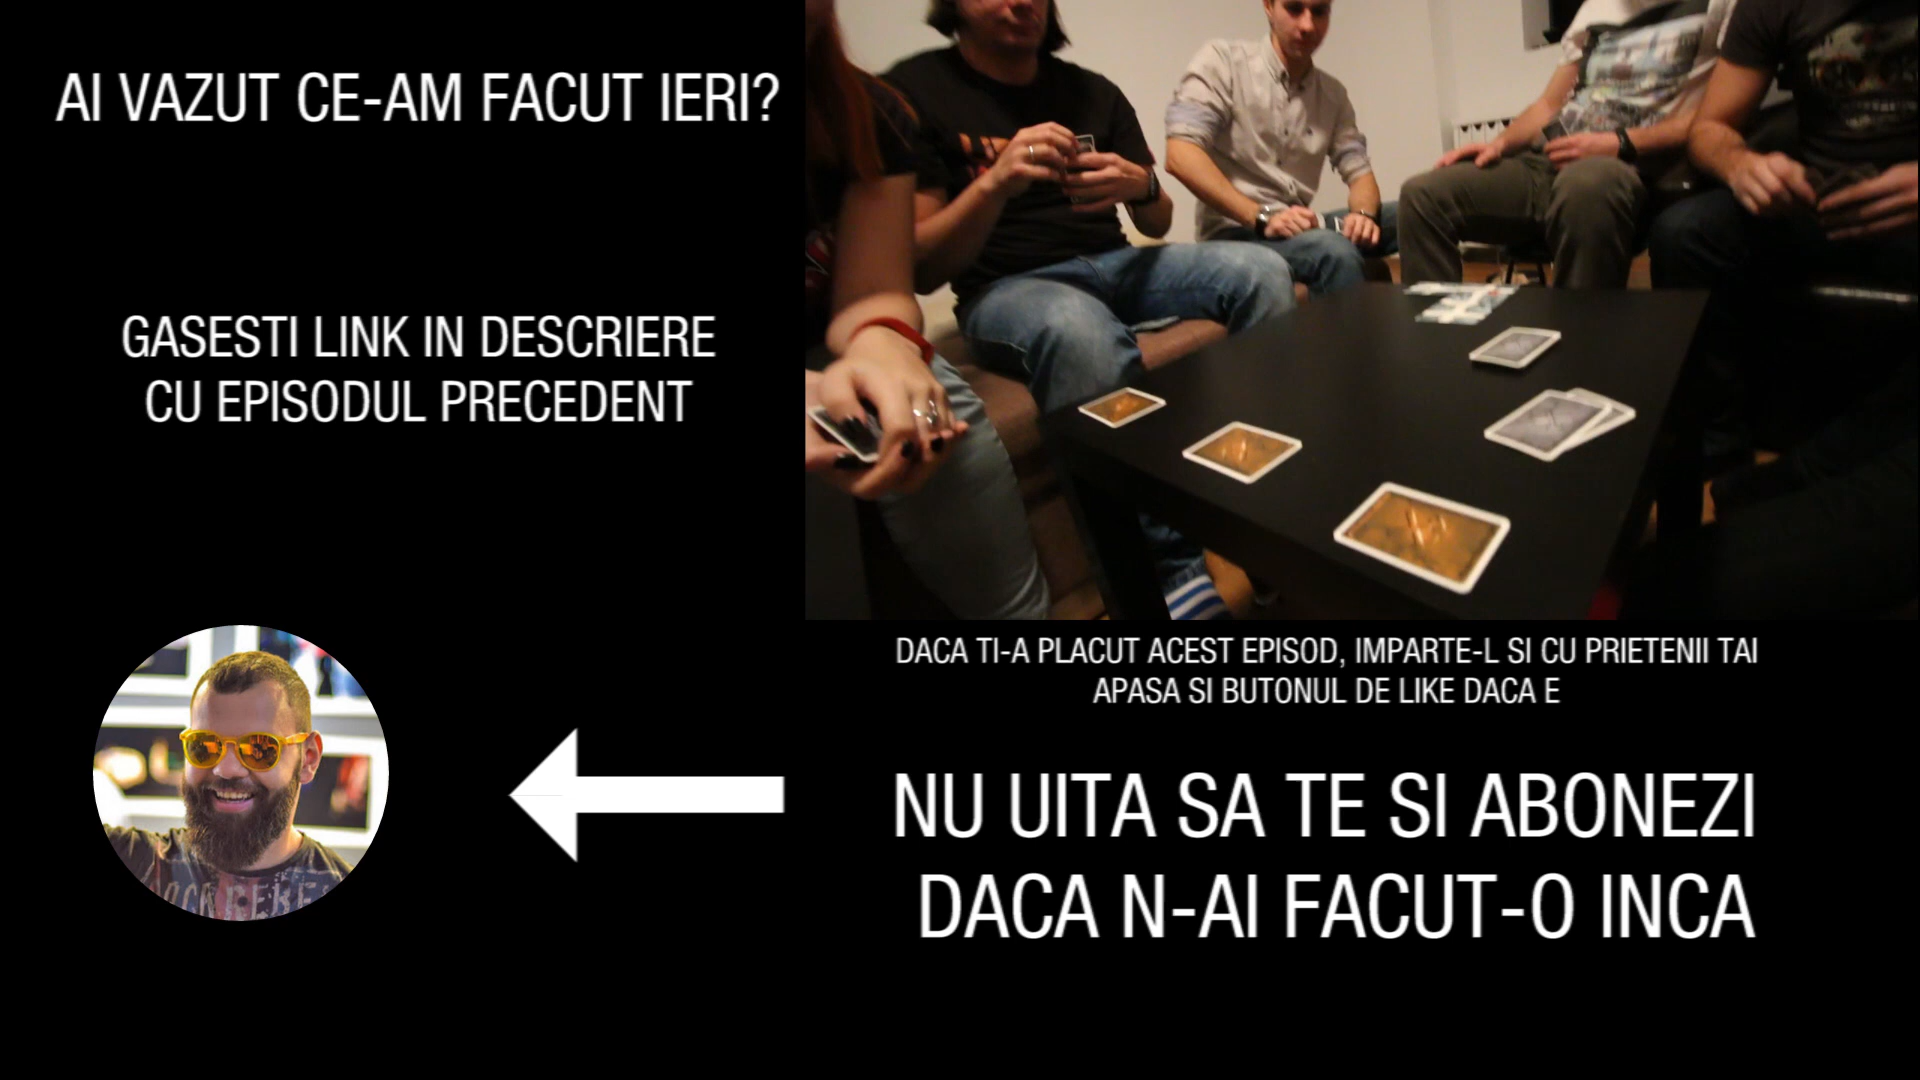 AI VAZUT CE-AM FACUT IERI?
GASESTI LINK IN DESCRIERE
CU EPISODUL PRECEDENT
DACA TI-A PLACUT ACEST EPISOD, IMPARTE-L SI CU PRIETENII TAI
APASA SI BUTONUL DE LIKE DACA E
NU UITA SA TE SI ABONEZI
DACA N-AI FACUT-O INCA